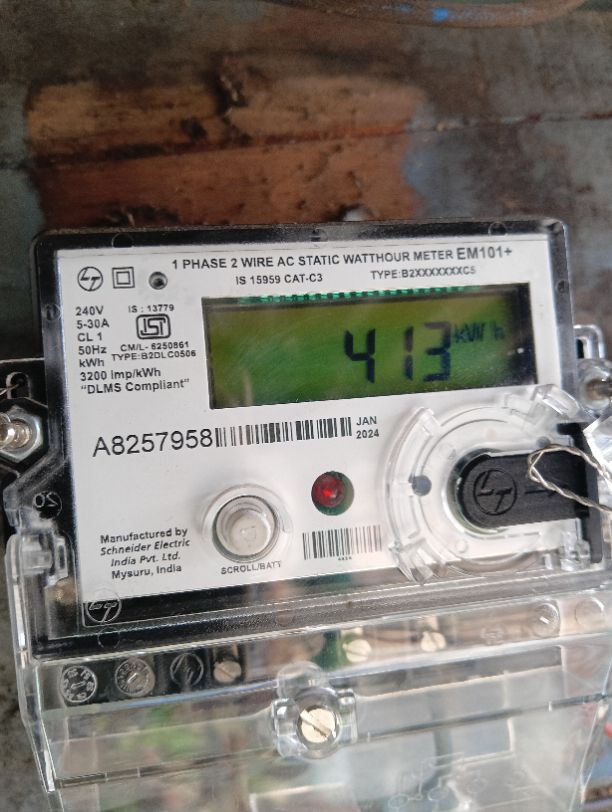 1 PHASE 2 WIRE AC STATIC WATTHOUR METER EM101+
IS 15959 CAT-C3 TYPE:B2XXXXXXXC5
240V
5-30A
CL 1
50Hz
kWh
3200 imp/kWh
"DLMS Compliant"
IS : 13779
ISI
CM/L- 6250861
TYPE:B2DLC0506
413 kWh
A8257958
JAN
2024
Manufactured by
Schneider Electric
India Pvt. Ltd.
Mysuru, India
SCROLL/BATT
LT